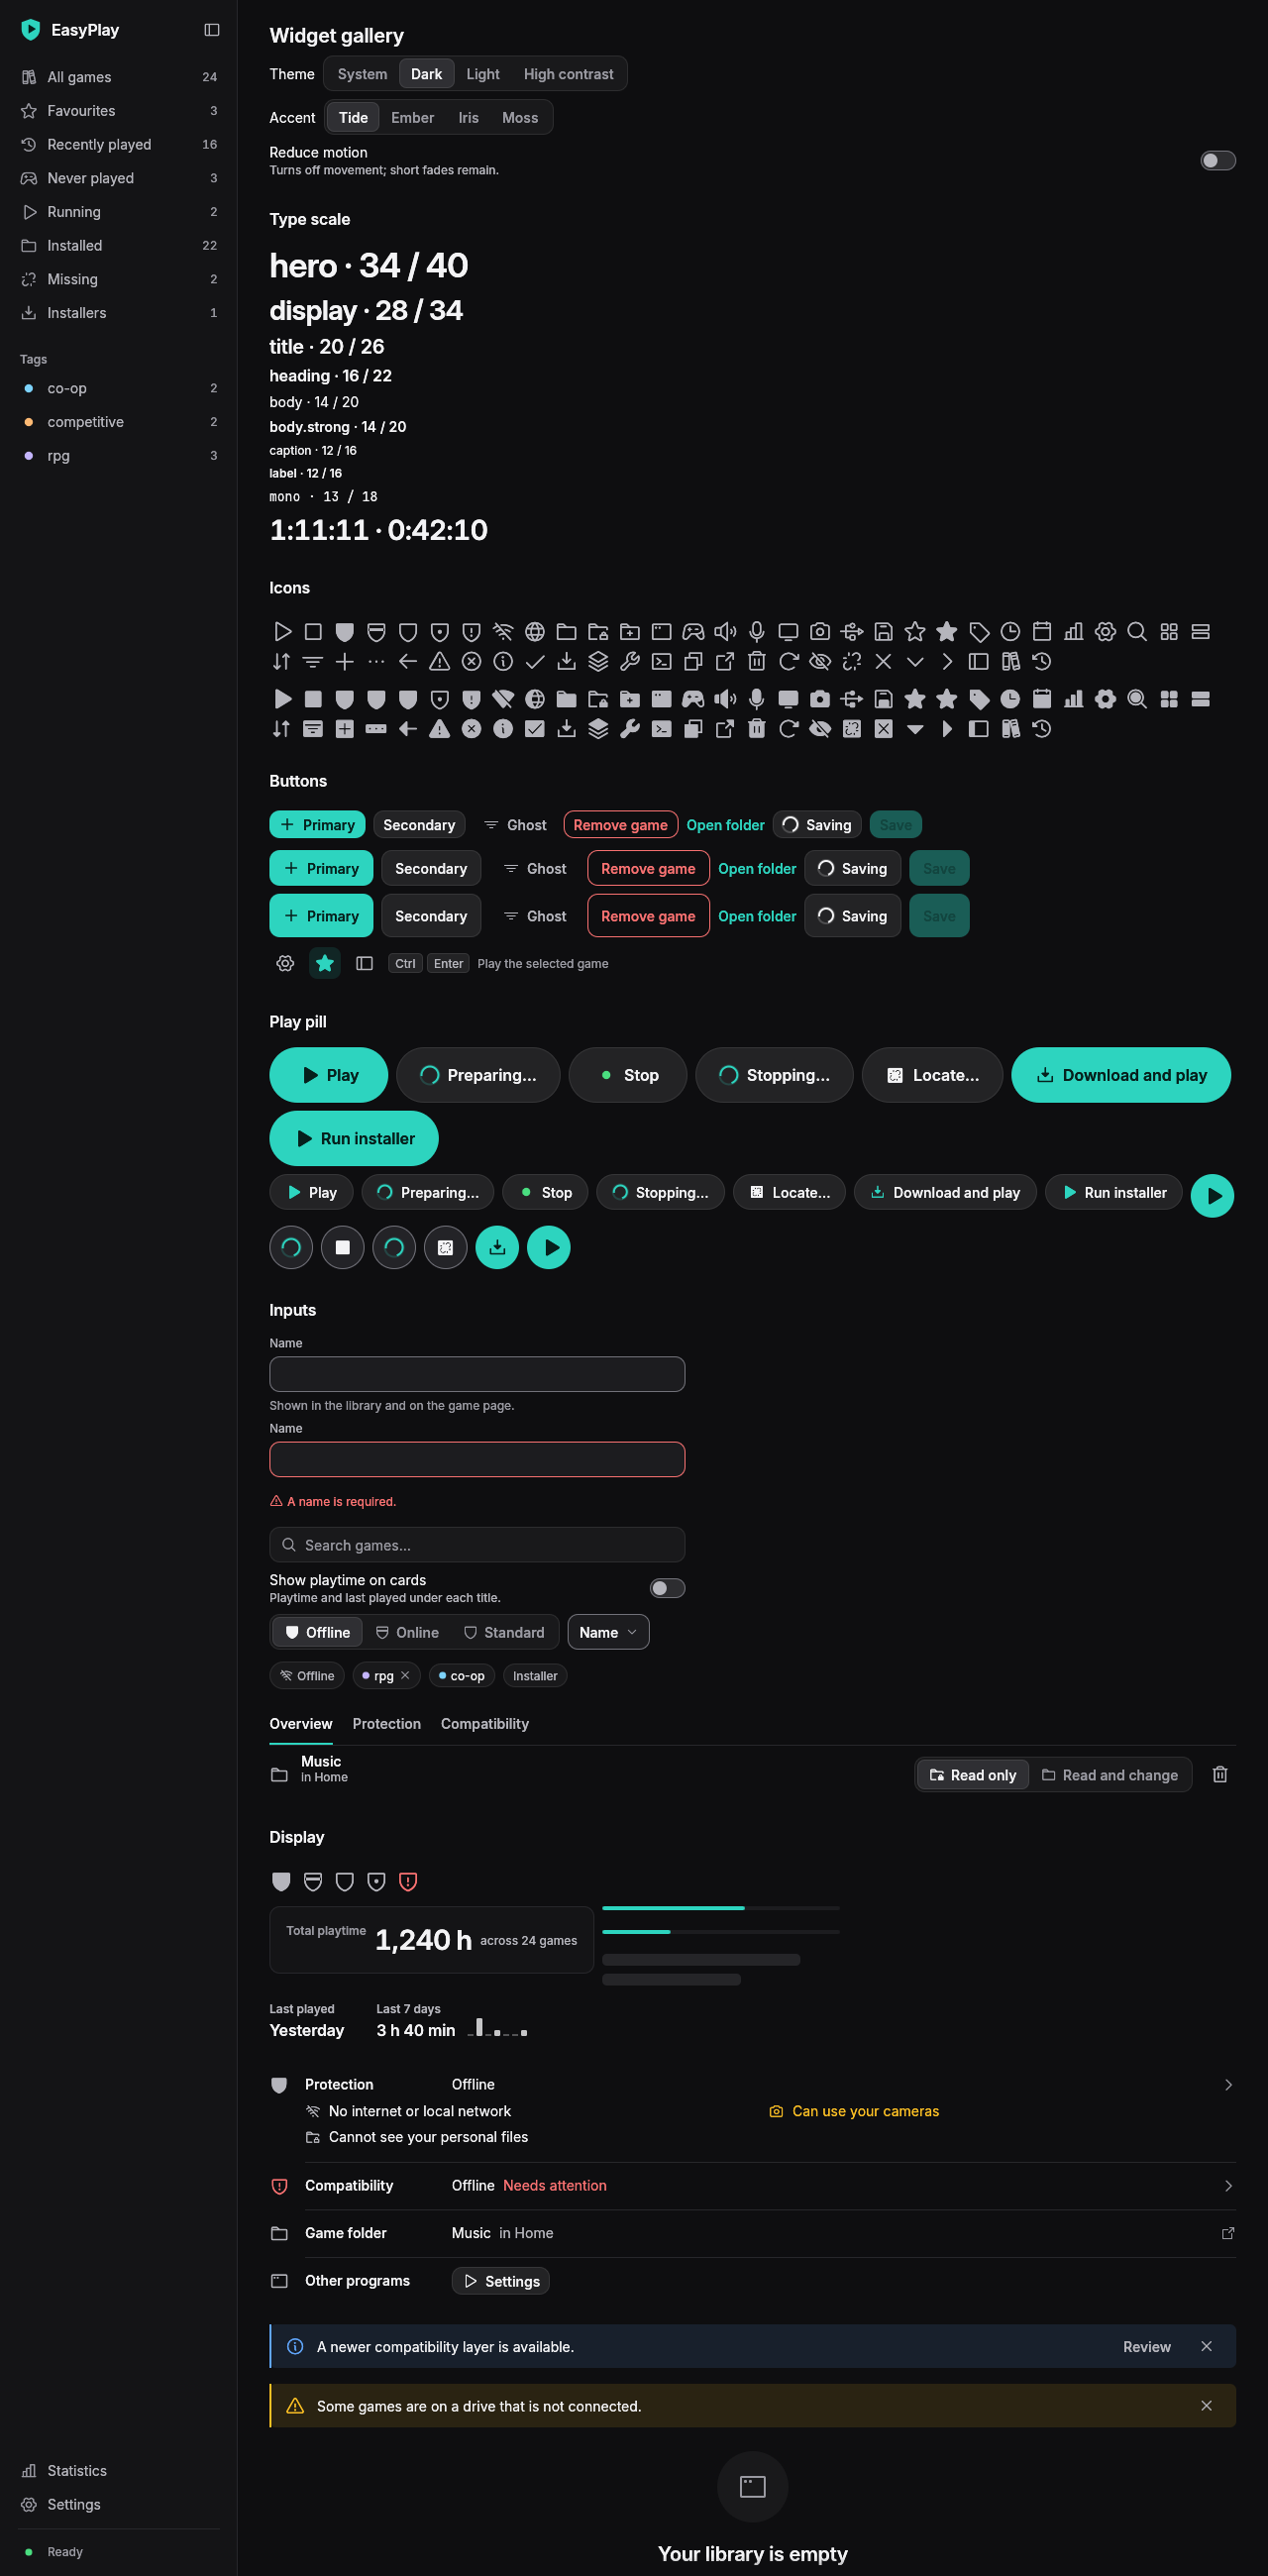 EasyPlay
All games 24
Favourites 3
Recently played 16
Never played 3
Running 2
Installed 22
Missing 2
Installers 1
Tags
co-op 2
competitive 2
rpg 3
Statistics
Settings
Ready
Widget gallery
Theme System Dark Light High contrast
Accent Tide Ember Iris Moss
Reduce motion
Turns off movement; short fades remain.
Type scale
hero · 34 / 40
display · 28 / 34
title · 20 / 26
heading · 16 / 22
body · 14 / 20
body.strong · 14 / 20
caption · 12 / 16
label · 12 / 16
mono · 13 / 18
1:11:11 · 0:42:10
Icons
Buttons
Primary Secondary Ghost Remove game Open folder Saving Save
Primary Secondary Ghost Remove game Open folder Saving Save
Primary Secondary Ghost Remove game Open folder Saving Save
Ctrl Enter Play the selected game
Play pill
Play Preparing... Stop Stopping... Locate... Download and play
Run installer
Play Preparing... Stop Stopping... Locate... Download and play Run installer
Inputs
Name
Shown in the library and on the game page.
Name
A name is required.
Search games...
Show playtime on cards
Playtime and last played under each title.
Offline Online Standard Name
Offline rpg co-op Installer
Overview Protection Compatibility
Music
in Home
Read only Read and change
Display
Total playtime 1,240 h across 24 games
Last played Last 7 days
Yesterday 3 h 40 min
Protection Offline
No internet or local network Can use your cameras
Cannot see your personal files
Compatibility Offline Needs attention
Game folder Music in Home
Other programs Settings
A newer compatibility layer is available. Review
Some games are on a drive that is not connected.
Your library is empty